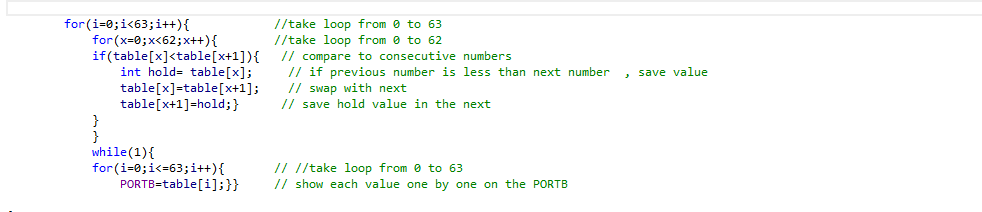 for(i=0;i<63;i++){ //take loop from 0 to 63
for(x=0;x<62;x++){ //take loop from 0 to 62
if(table[x]<table[x+1]){ // compare to consecutive numbers
int hold= table[x]; // if previous number is less than next number , save value
table[x]=table[x+1]; // swap with next
table[x+1]=hold;} // save hold value in the next
}
}
while(1){
for(i=0;i<=63;i++){ // //take loop from 0 to 63
PORTB=table[i];}} // show each value one by one on the PORTB